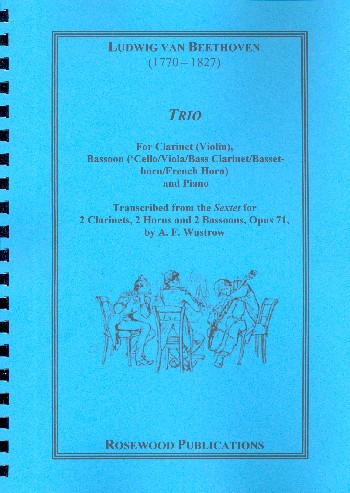 LUDWIG VAN BEETHOVEN
(1770 – 1827)
TRIO
For Clarinet (Violin),
Bassoon ('Cello/Viola/Bass Clarinet/Basset-
horn/French Horn)
and Piano
Transcribed from the Sextet for
2 Clarinets, 2 Horns and 2 Bassoons, Opus 71,
by A. F. Wustrow
ROSEWOOD PUBLICATIONS